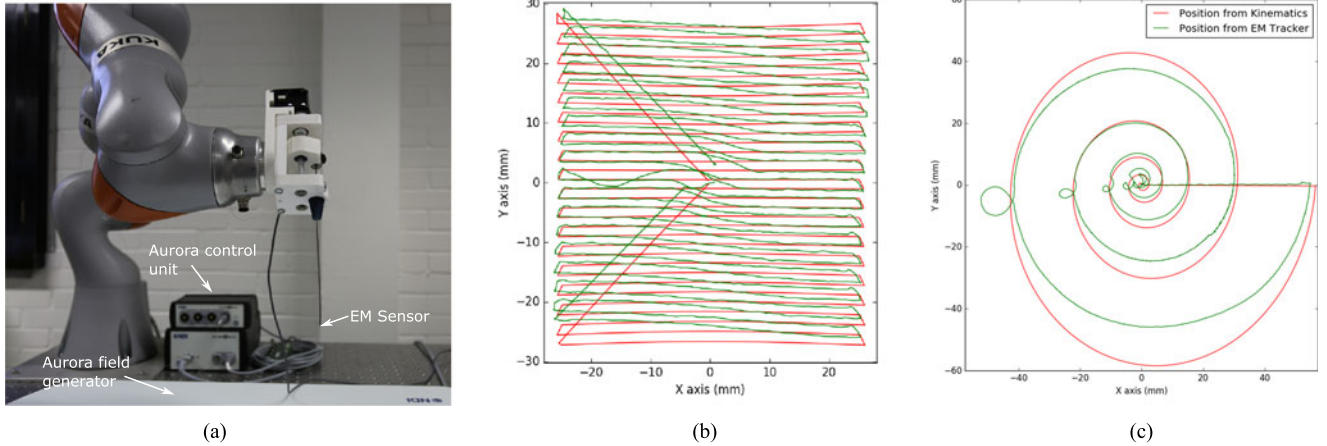 KUKA
Aurora control
unit
EM Sensor
Aurora field
generator
(a)
30
20
10
0
−10
−20
−30
Y axis (mm)
−20
−10
0
10
20
X axis (mm)
(b)
Position from Kinematics
Position from EM Tracker
60
40
20
0
−20
−40
−60
Y axis (mm)
−40
−20
0
20
40
X axis (mm)
(c)